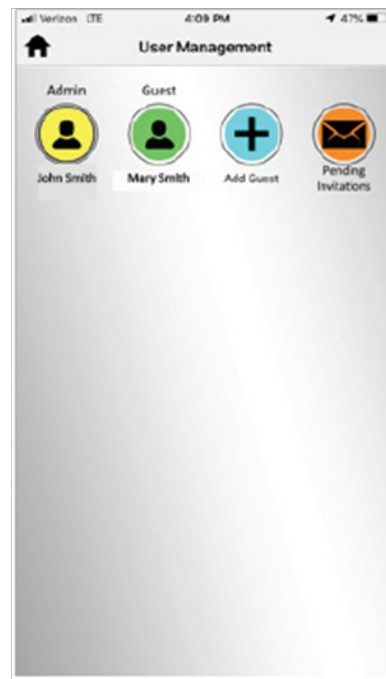 Verizon LTE 4:09 PM 47%
User Management
Admin Guest
John Smith Mary Smith Add Guest Pending
Invitations